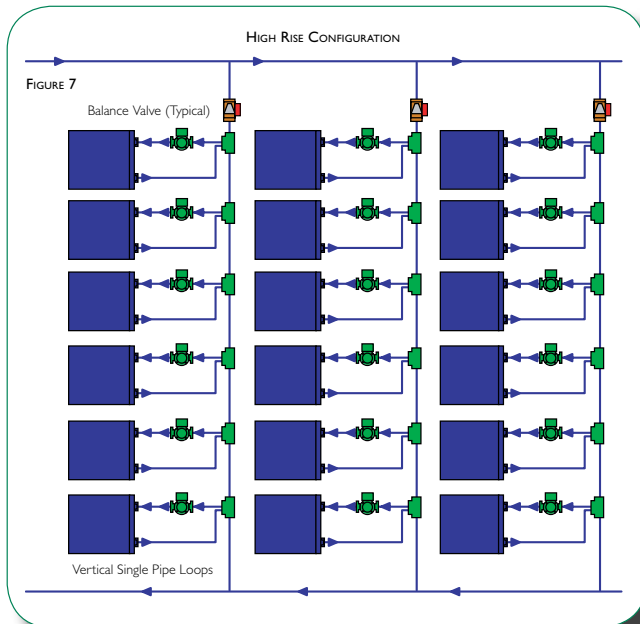 HIGH RISE CONFIGURATION
FIGURE 7
Balance Valve (Typical)
Vertical Single Pipe Loops